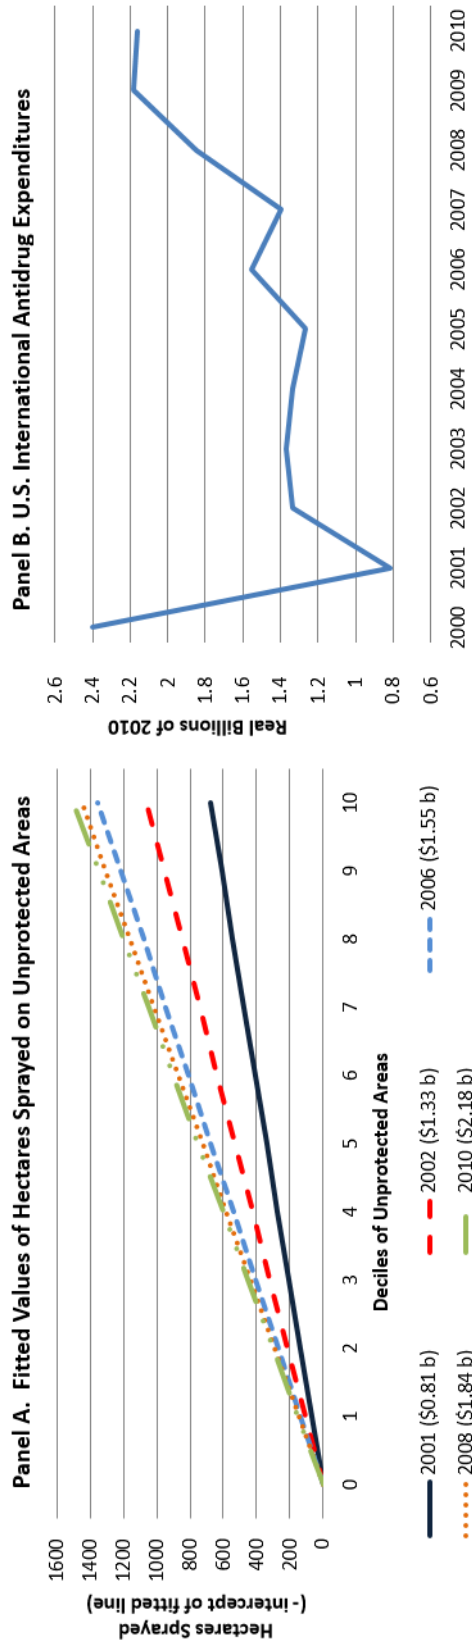 Panel A.  Fitted Values of Hectares Sprayed on Unprotected Areas
Hectares Sprayed
(- intercept of fitted line)
1600
1400
1200
1000
800
600
400
200
0
0 1 2 3 4 5 6 7 8 9 10
Deciles of Unprotected Areas
2001 ($0.81 b) 2002 ($1.33 b) 2006 ($1.55 b)
2008 ($1.84 b) 2010 ($2.18 b)
Panel B. U.S. International Antidrug Expenditures
Real Billions of 2010
2.6
2.4
2.2
2
1.8
1.6
1.4
1.2
1
0.8
0.6
2000 2001 2002 2003 2004 2005 2006 2007 2008 2009 2010